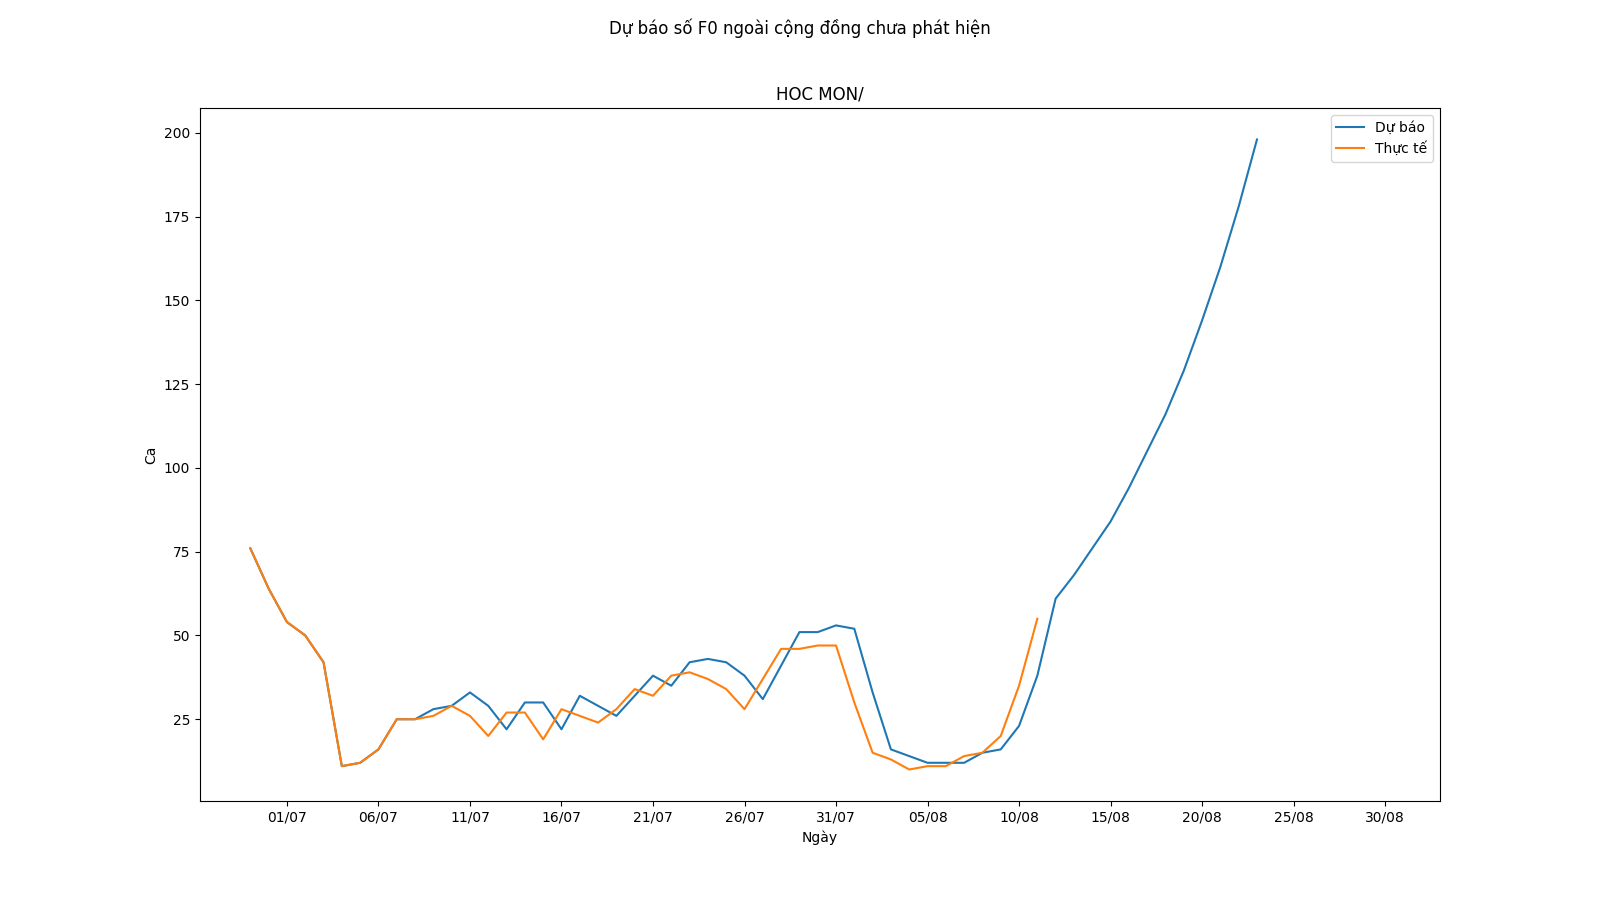 Dự báo số F0 ngoài cộng đồng chưa phát hiện
HOC MON/
Dự báo
Thực tế
200
175
150
125
100
75
50
25
Ca
01/07 06/07 11/07 16/07 21/07 26/07 31/07 05/08 10/08 15/08 20/08 25/08 30/08
Ngày